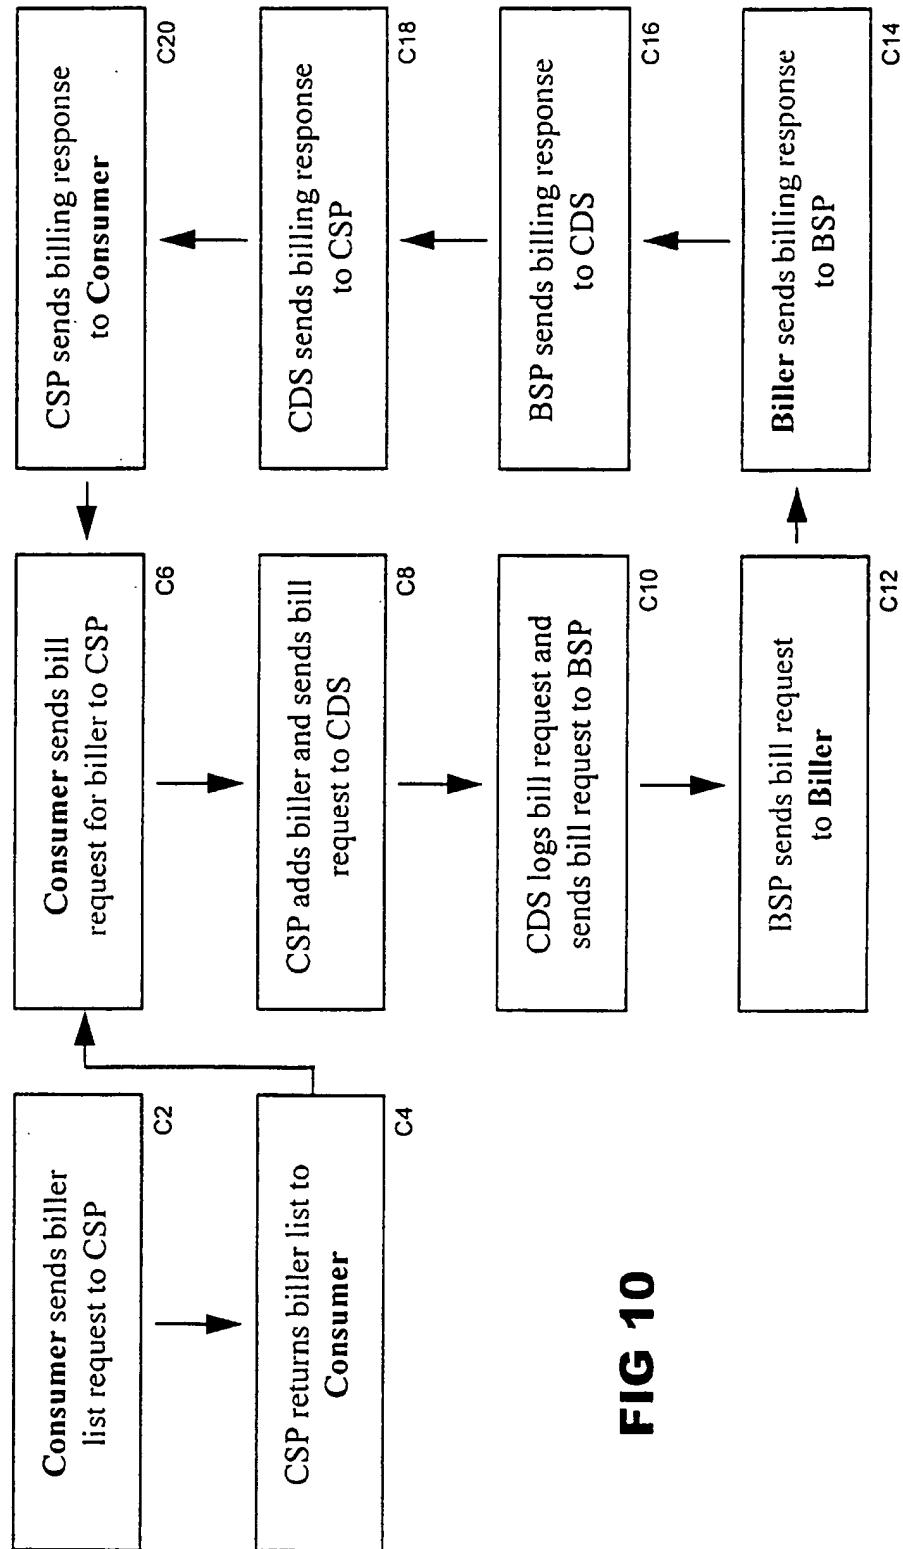 Consumer sends biller
list request to CSP
C2
CSP returns biller list to
Consumer
C4
Consumer sends bill
request for biller to CSP
C6
CSP adds biller and sends bill
request to CDS
C8
CDS logs bill request and
sends bill request to BSP
C10
BSP sends bill request
to Biller
C12
Biller sends billing response
to BSP
C14
BSP sends billing response
to CDS
C16
CDS sends billing response
to CSP
C18
CSP sends billing response
to Consumer
C20
FIG 10